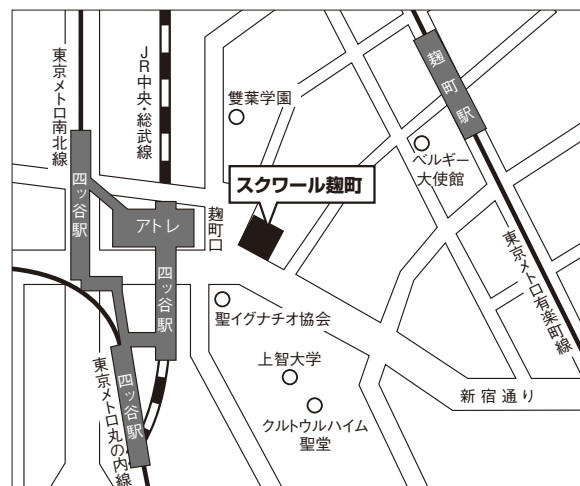 東京メトロ南北線
JR中央・総武線
麹町駅
雙葉学園
ベルギー
大使館
スクワール麹町
四ッ谷駅
アトレ
麹町口
四ッ谷駅
東京メトロ有楽町線
聖イグナチオ協会
四ッ谷駅
上智大学
新宿通り
クルトゥルハイム
聖堂
東京メトロ丸の内線